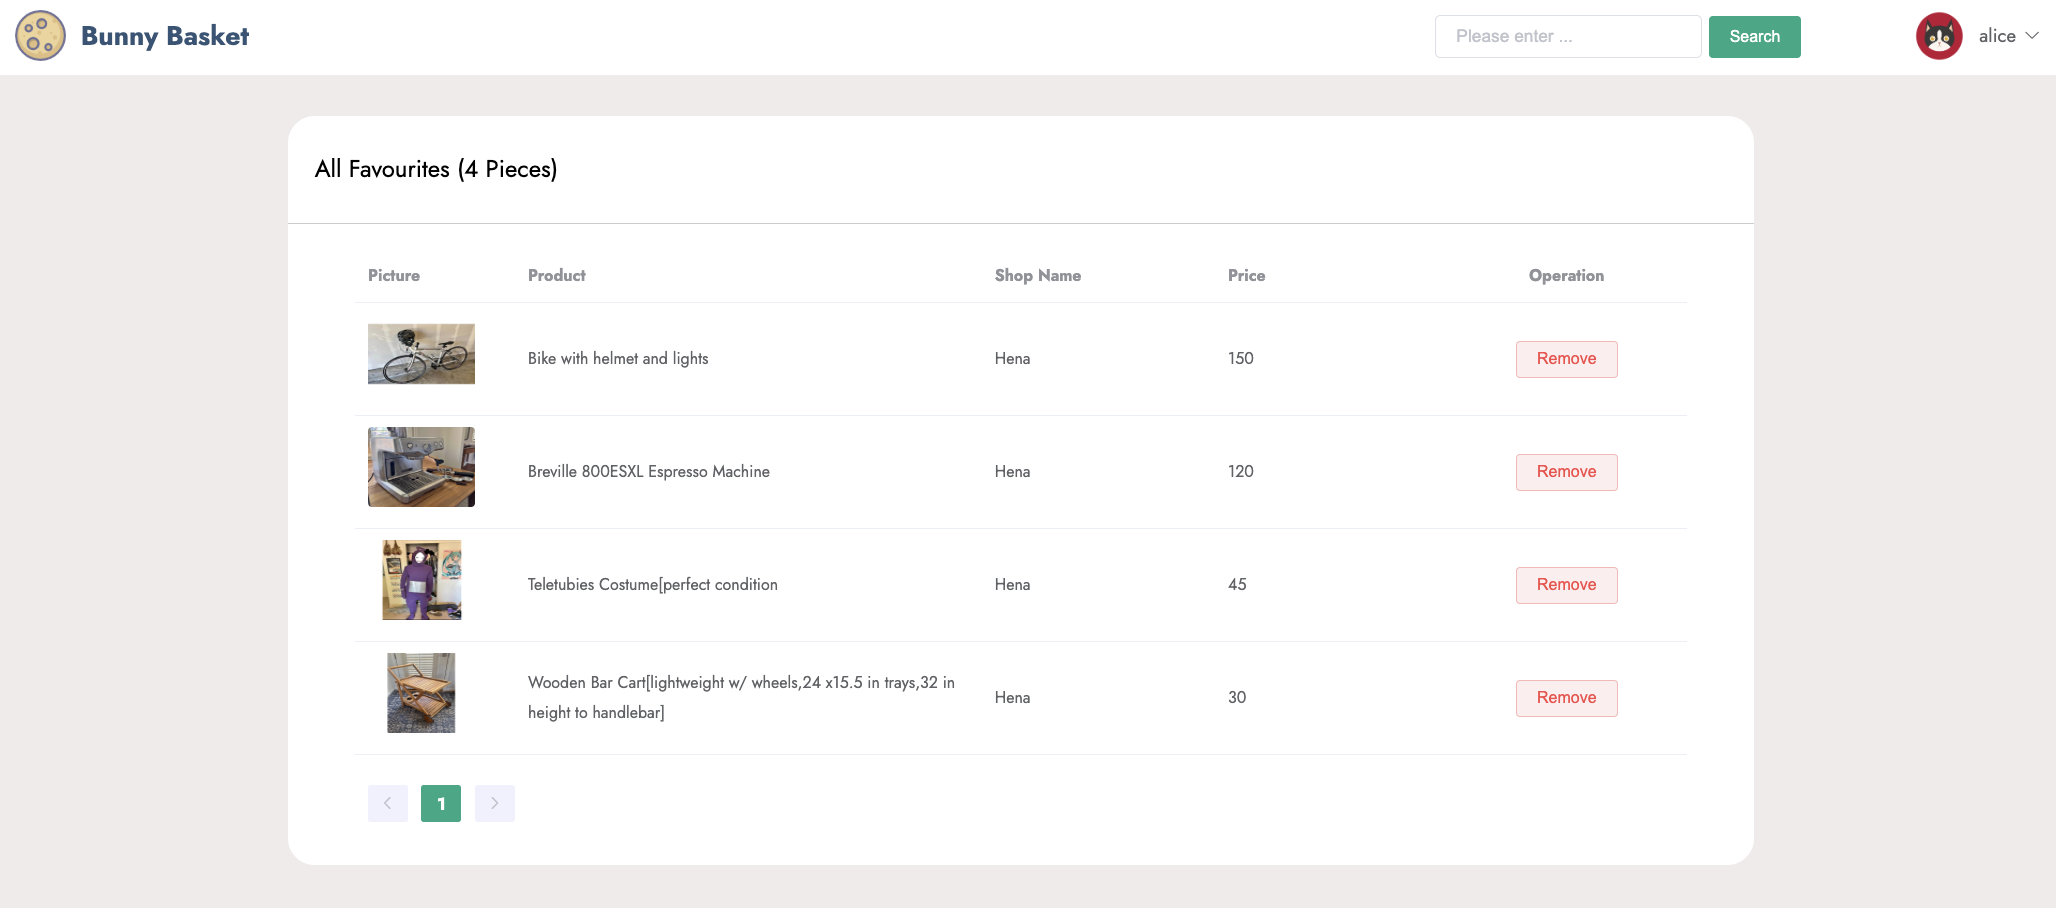 Bunny Basket
Please enter ...
Search
alice
All Favourites (4 Pieces)
Picture
Product
Shop Name
Price
Operation
Bike with helmet and lights
Hena
150
Remove
Breville 800ESXL Espresso Machine
Hena
120
Remove
Teletubies Costume[perfect condition
Hena
45
Remove
Wooden Bar Cart[lightweight w/ wheels,24 x15.5 in trays,32 in
height to handlebar]
Hena
30
Remove
1